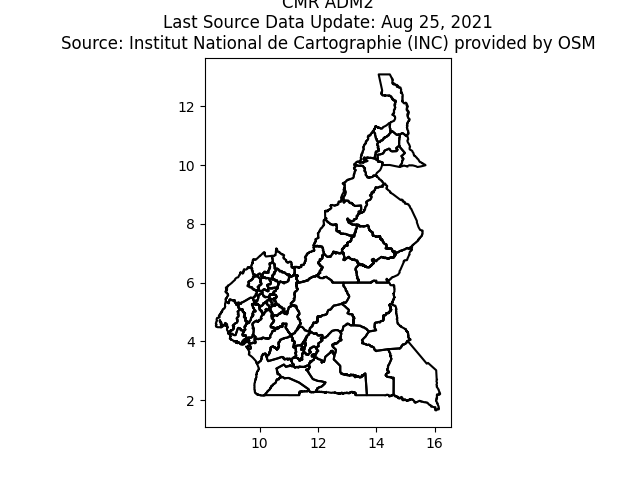 CMR ADM2
Last Source Data Update: Aug 25, 2021
Source: Institut National de Cartographie (INC) provided by OSM
12
10
8
6
4
2
10 12 14 16